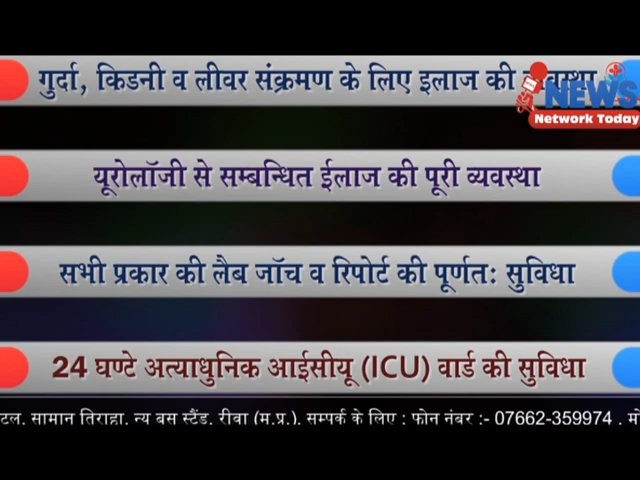 गुर्दा, किडनी व लीवर संक्रमण के लिए इलाज की
NEWS
Network Today
यूरोलॉजी से सम्बन्धित ईलाज की पूरी व्यवस्था
सभी प्रकार की लैब जॉच व रिपोर्ट की पूर्णतः सुविधा
24 घण्टे अत्याधुनिक आईसीयू (ICU) वार्ड की सुविधा
सामान तिराहा, न्यू बस स्टैंड, रीवा (म.प्र.). सम्पर्क के लिए : फोन नंबर :- 07662-359974 .